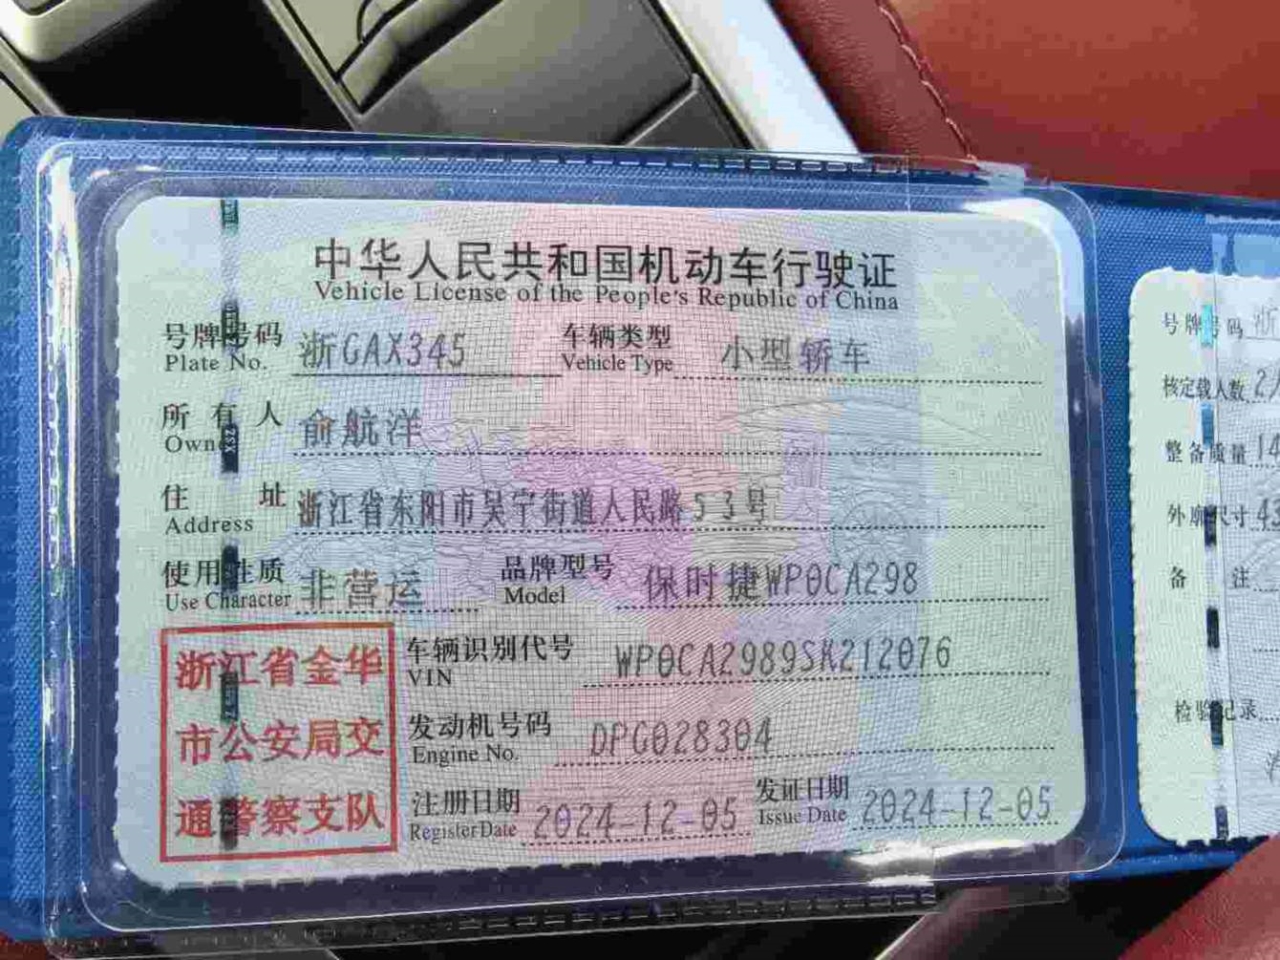 中华人民共和国机动车行驶证
Vehicle License of the People's Republic of China
号牌号码 浙GAX345 车辆类型 小型轿车
Plate No. Vehicle Type
所有人 俞航洋
Owner
住址 浙江省东阳市吴宁街道人民路53号
Address
使用性质 非营运 品牌型号 保时捷WP0CA298
Use Character Model
浙江省金华
市公安局交
通警察支队
车辆识别代号 WP0CA2989SK212076
VIN
发动机号码 DPG028304
Engine No.
注册日期 2024-12-05 发证日期 2024-12-05
Register Date Issue Date
号牌号码 浙
核定载人数 2
整备质量 14
外廓尺寸 4
备注
检验记录